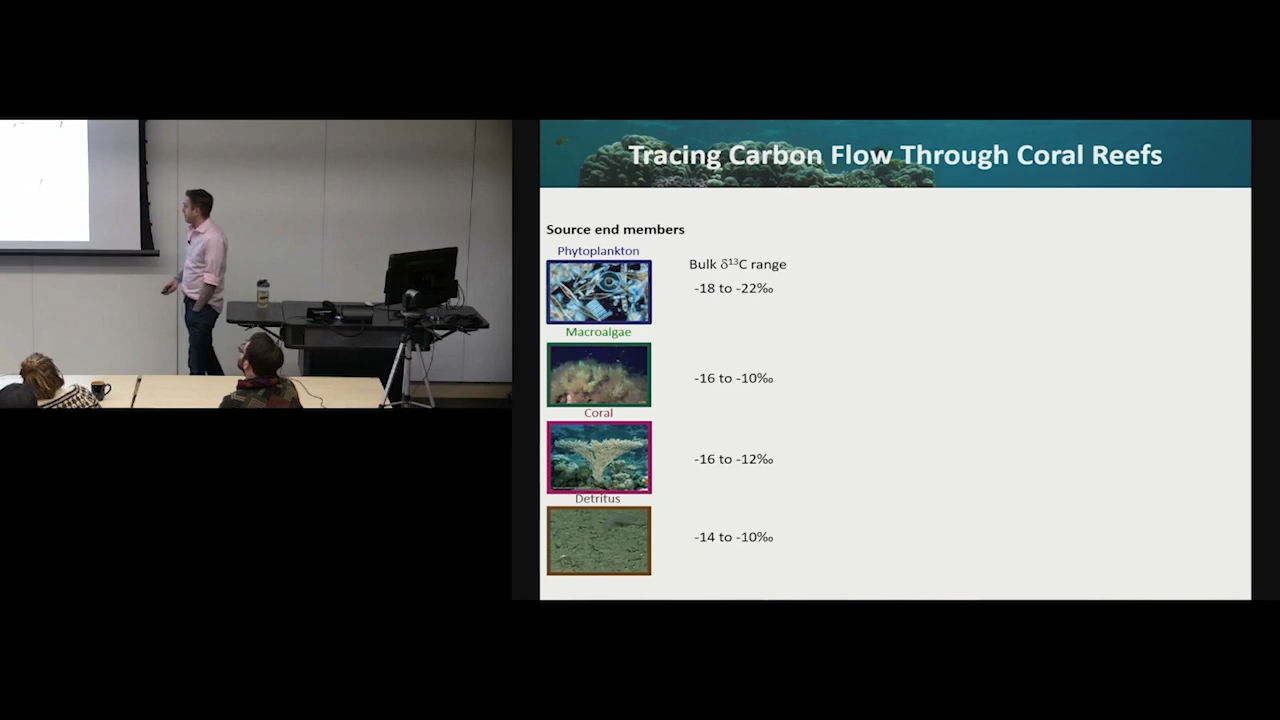 Tracing Carbon Flow Through Coral Reefs
Source end members
Phytoplankton
Bulk δ¹³C range
-18 to -22‰
Macroalgae
-16 to -10‰
Coral
-16 to -12‰
Detritus
-14 to -10‰